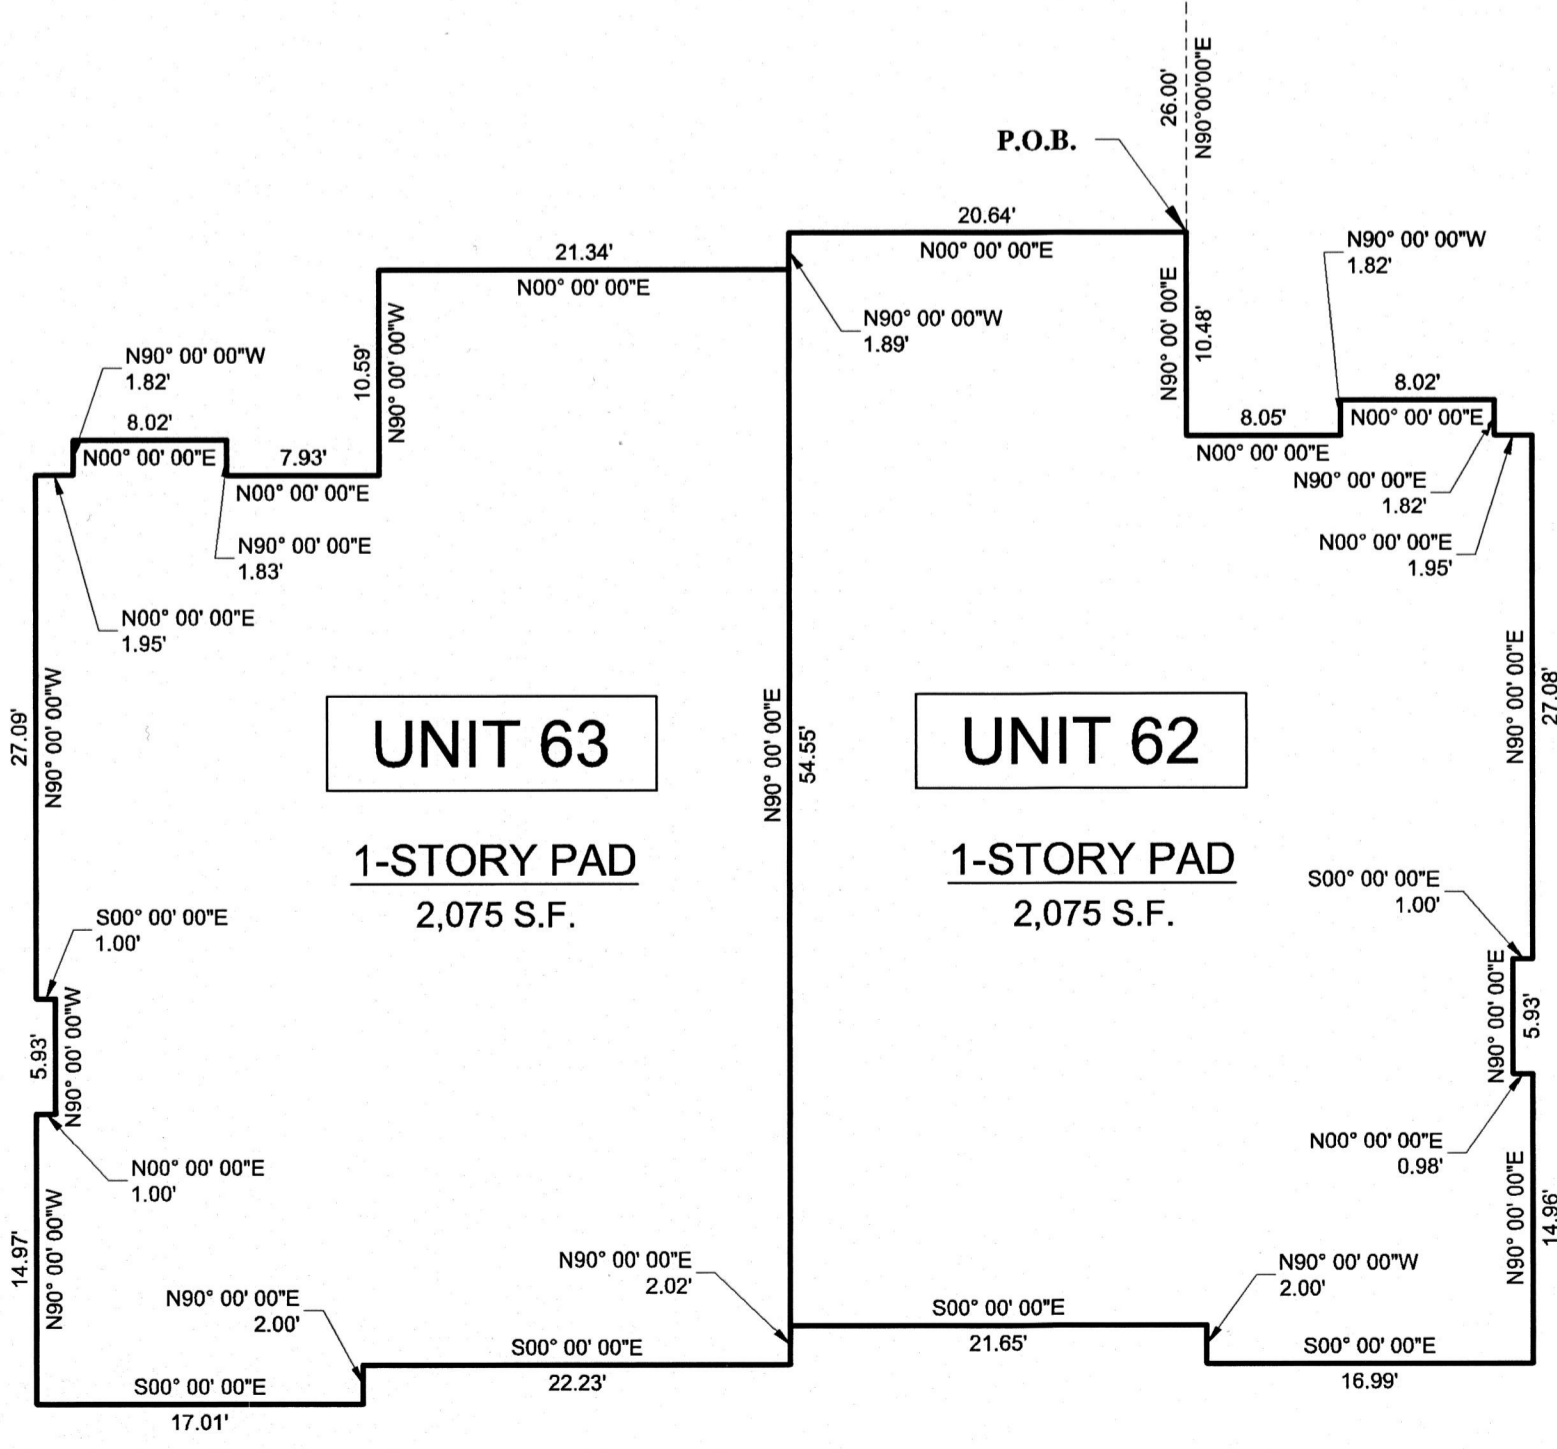 26.00'
N90°00'00"E
P.O.B.
20.64'
N00° 00' 00"E
21.34'
N00° 00' 00"E
N90° 00' 00"W
1.82'
N90° 00' 00"W
1.89'
N90° 00' 00"E
10.48'
10.59'
N90° 00' 00"W
N90° 00' 00"W
1.82'
8.02'
N00° 00' 00"E
8.05'
N00° 00' 00"E
8.02'
N00° 00' 00"E
7.93'
N00° 00' 00"E
N90° 00' 00"E
1.82'
N90° 00' 00"E
1.83'
N00° 00' 00"E
1.95'
N00° 00' 00"E
1.95'
27.09'
N90° 00' 00"W
UNIT 63
1-STORY PAD
2,075 S.F.
N90° 00' 00"E
54.55'
UNIT 62
1-STORY PAD
2,075 S.F.
N90° 00' 00"E
27.08'
S00° 00' 00"E
1.00'
S00° 00' 00"E
1.00'
5.93'
N90° 00' 00"W
N90° 00' 00"E
5.93'
N00° 00' 00"E
1.00'
N00° 00' 00"E
0.98'
14.97'
N90° 00' 00"W
N90° 00' 00"E
14.96'
N90° 00' 00"E
2.02'
N90° 00' 00"W
2.00'
N90° 00' 00"E
2.00'
S00° 00' 00"E
21.65'
S00° 00' 00"E
22.23'
S00° 00' 00"E
16.99'
S00° 00' 00"E
17.01'